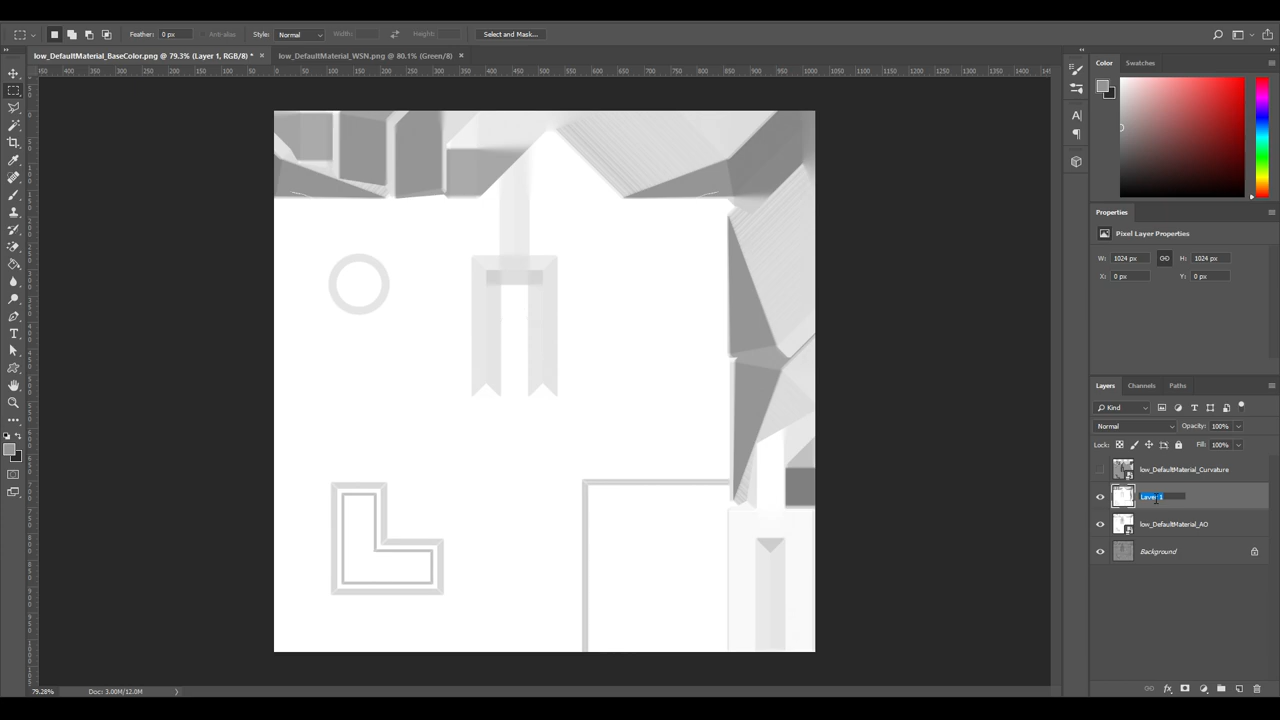 Feather: 0 px Anti-alias Style: Normal Width: Height: Select and Mask...
low_DefaultMaterial_BaseColor.png @ 79.3% (Layer 1, RGB/8) * × low_DefaultMaterial_WSN.png @ 80.1% (Green/8) ×
Color Swatches
Properties
Pixel Layer Properties
W: 1024 px H: 1024 px
X: 0 px Y: 0 px
Layers Channels Paths
Kind
Normal Opacity: 100%
Lock: Fill: 100%
low_DefaultMaterial_Curvature
Layer 1
low_DefaultMaterial_AO
Background
79.28% Doc: 3.00M/12.0M